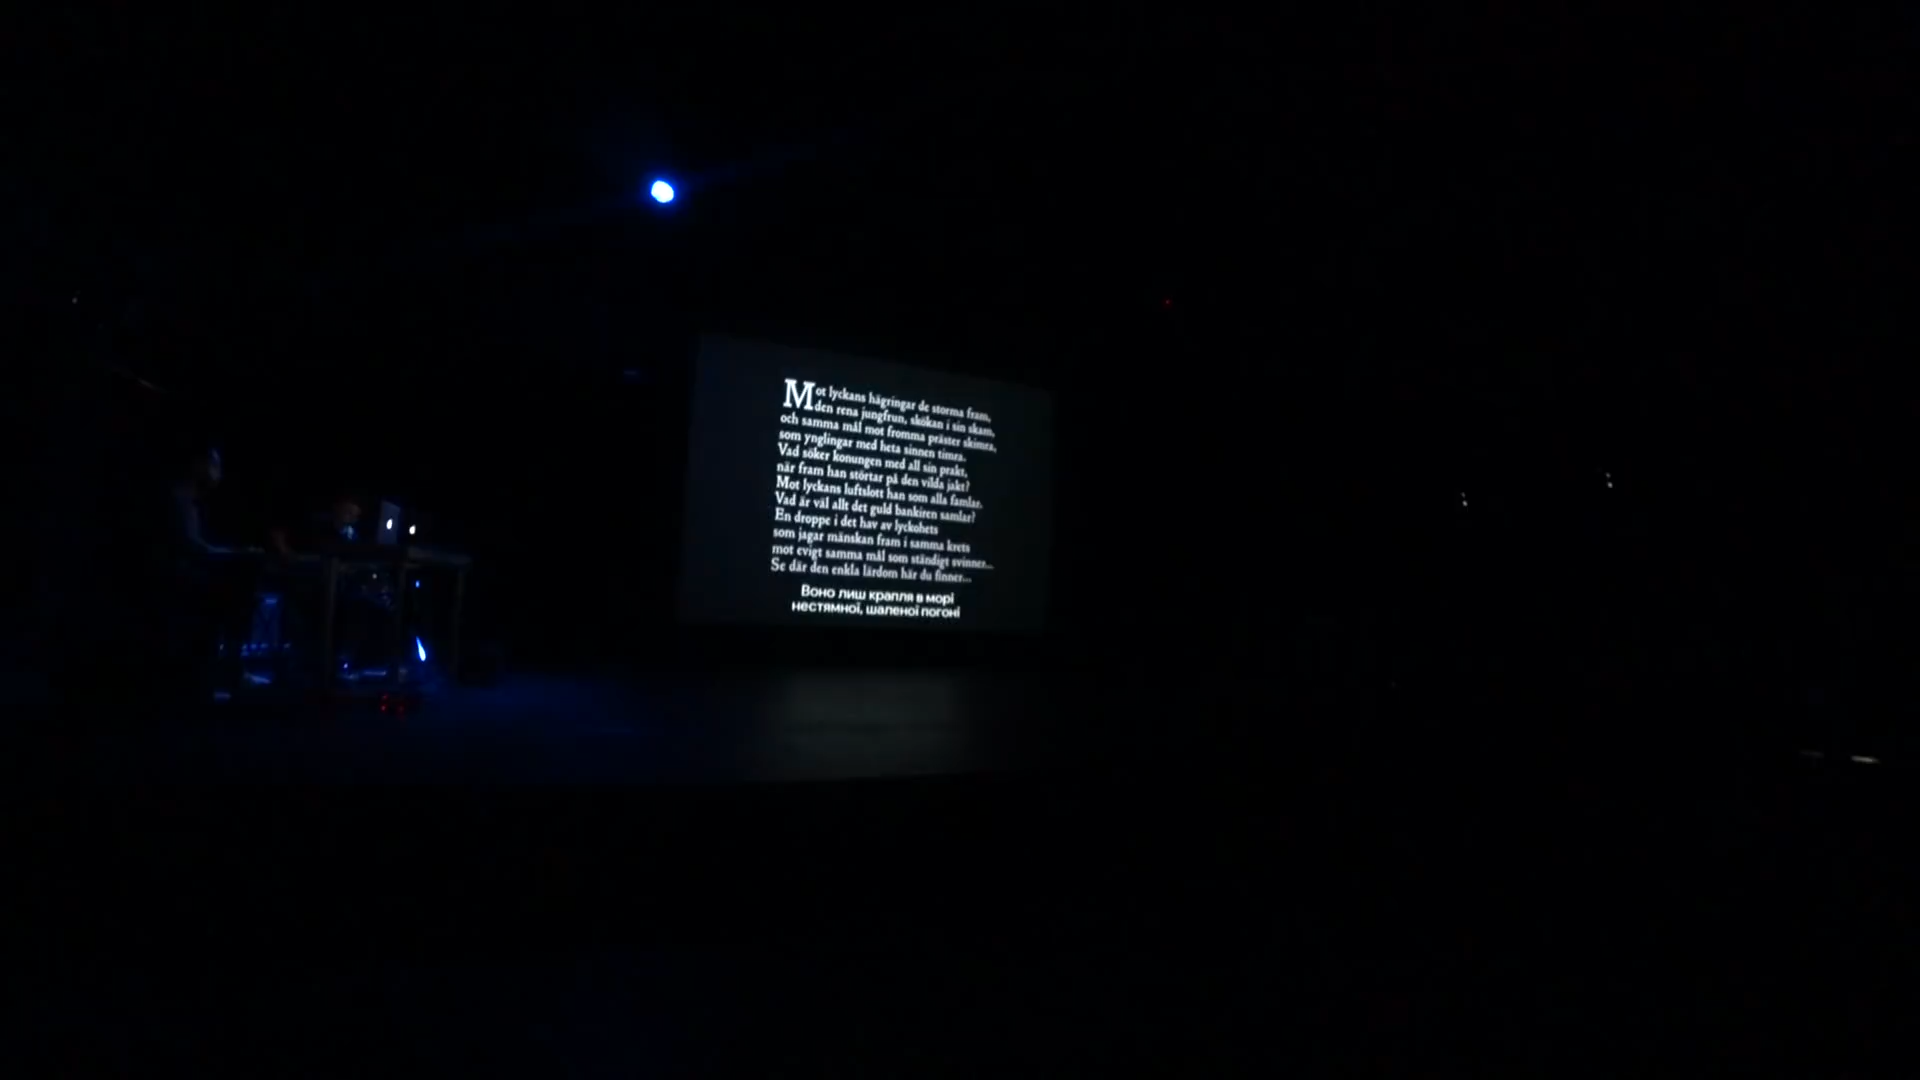 Mot lyckans hägringar de storma fram,
den rena jungfrun, skökan i sin skam,
och samma mål mot fromma präster skimra,
som ynglingar med heta sinnen timra.
Vad söker konungen med all sin prakt,
när fram han störtar på den vilda jakt?
Mot lyckans luftslott han som alla famlar.
Vad är väl allt det guld bankiren samlar?
En droppe i det hav av lyckohets
som jagar mänskan fram i samma krets
mot evigt samma mål som ständigt svinner...
Se där den enkla lärdom här du finner...
Воно лиш крапля в морі
нестямної, шаленої погоні